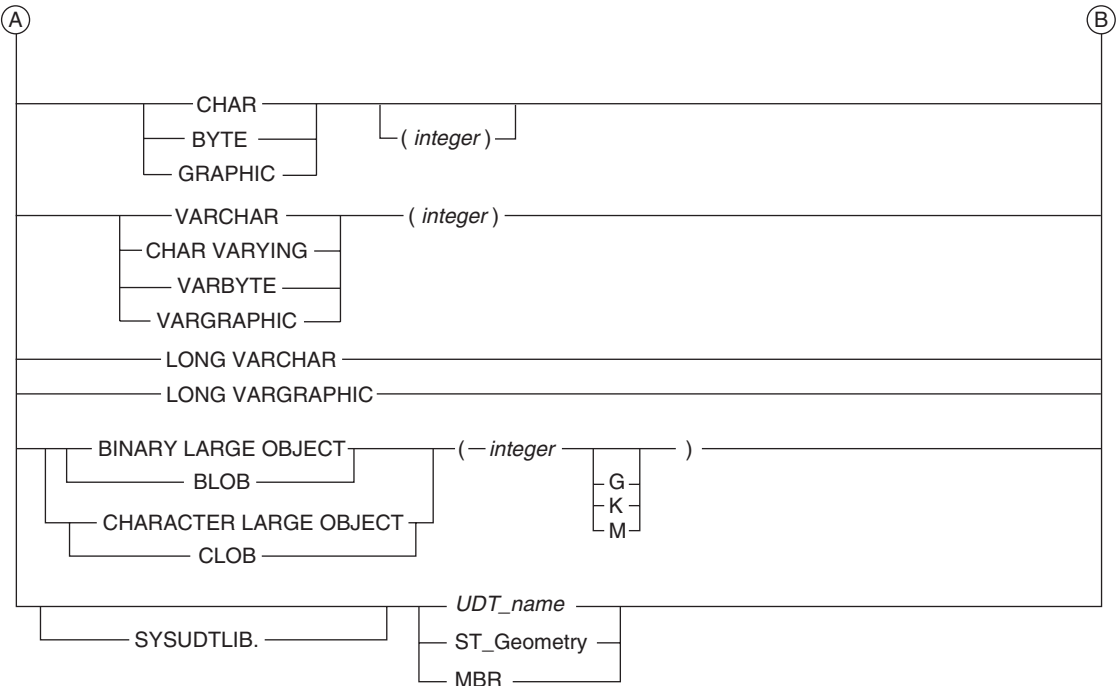 A B
CHAR
BYTE ( integer )
GRAPHIC
VARCHAR ( integer )
CHAR VARYING
VARBYTE
VARGRAPHIC
LONG VARCHAR
LONG VARGRAPHIC
BINARY LARGE OBJECT ( integer )
BLOB G
K
CHARACTER LARGE OBJECT M
CLOB
UDT_name
SYSUDTLIB. ST_Geometry
MBR